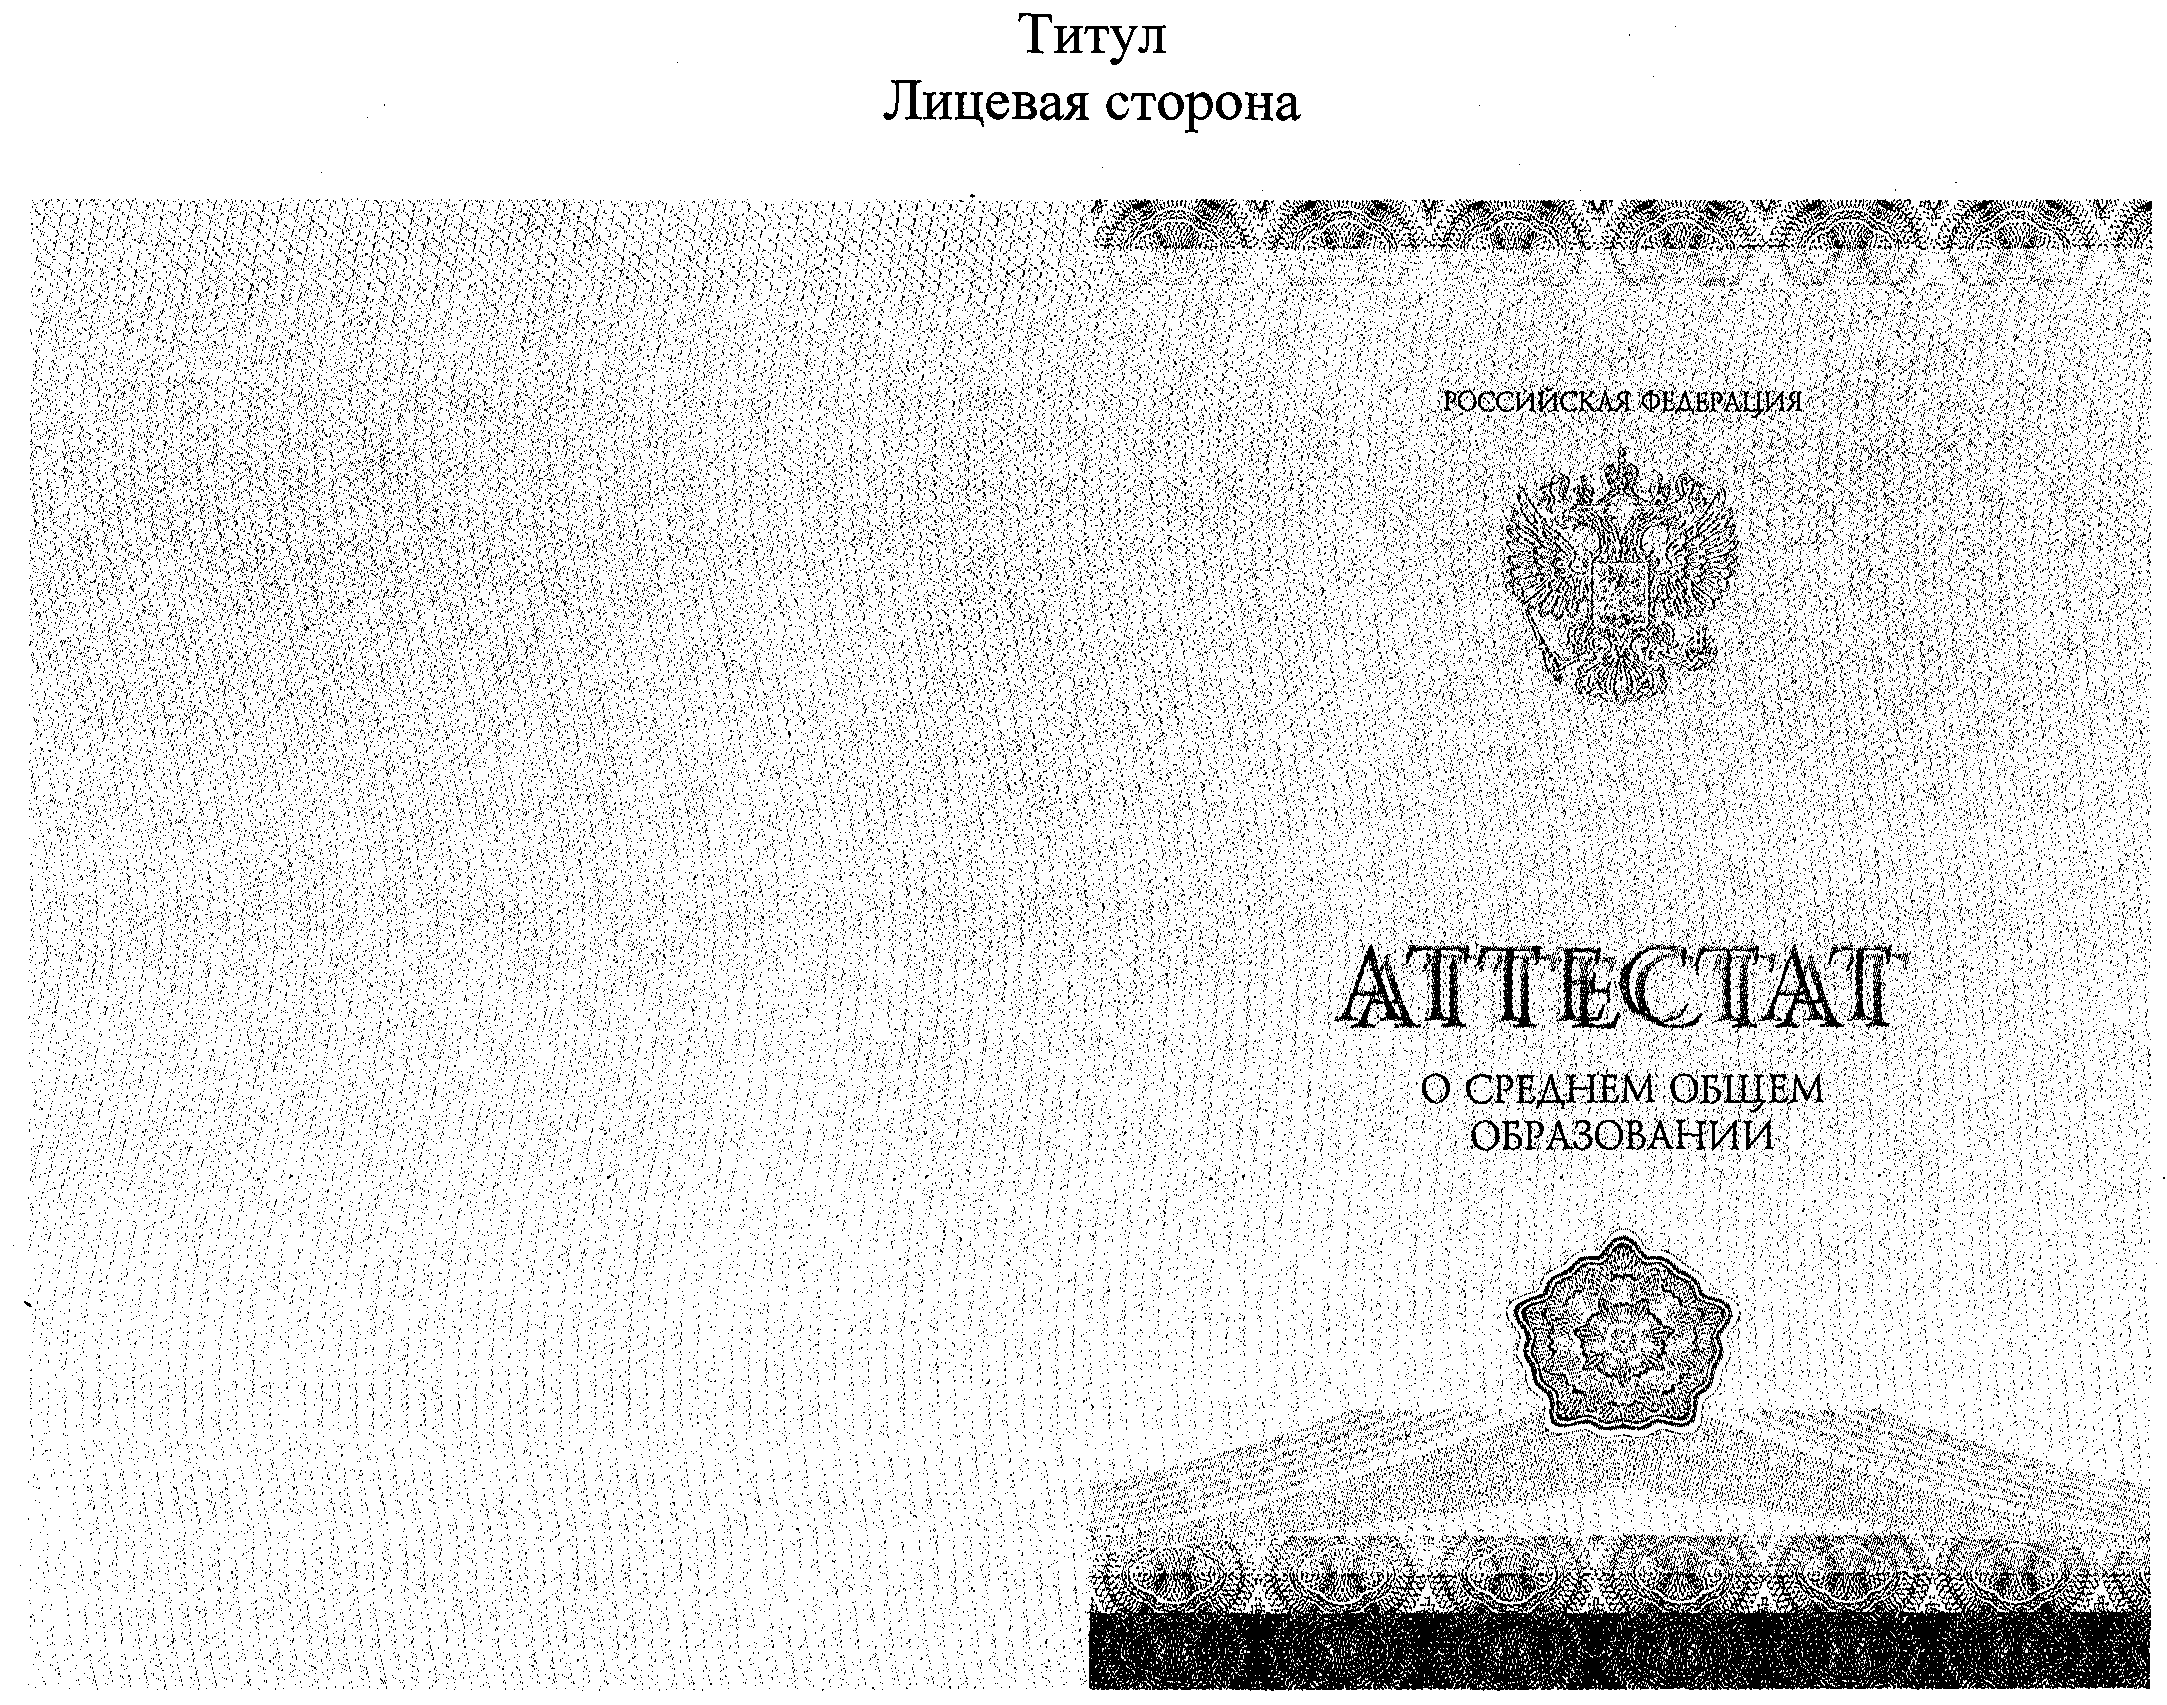 Титул
Лицевая сторона
РОССИЙСКАЯ ФЕДЕРАЦИЯ
АТТЕСТАТ
О СРЕДНЕМ ОБЩЕМ
ОБРАЗОВАНИИ